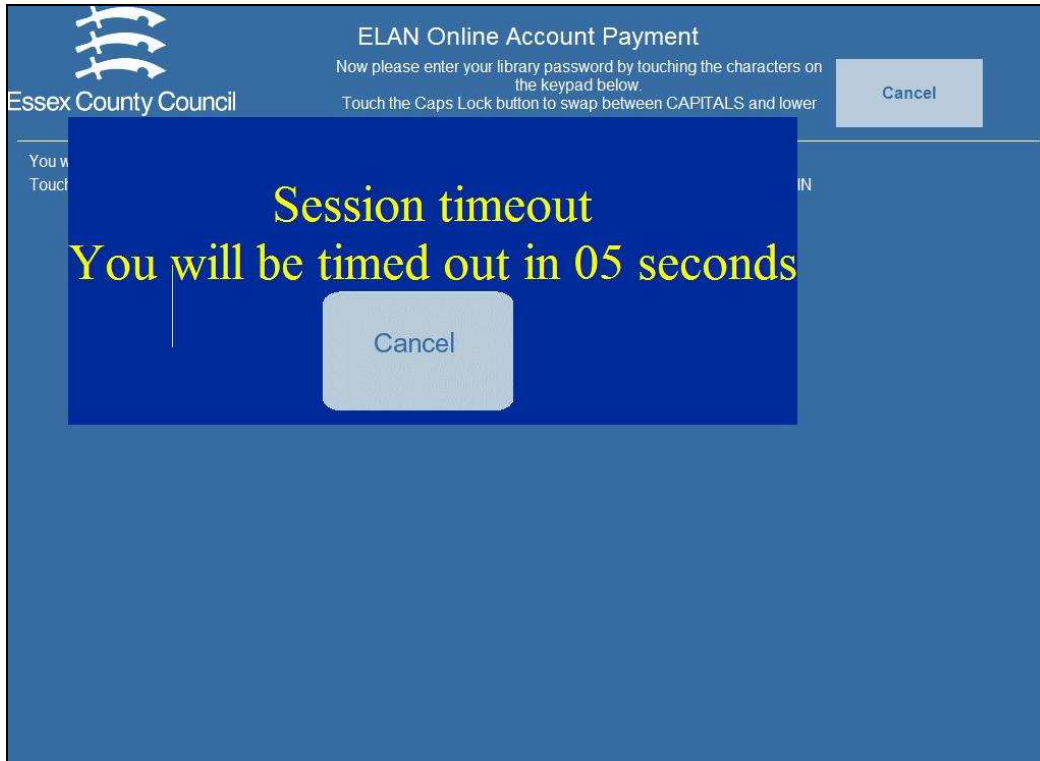 ELAN Online Account Payment
Now please enter your library password by touching the characters on
the keypad below.
Touch the Caps Lock button to swap between CAPITALS and lower
Cancel
Essex County Council
You
Session timeout
You will be timed out in 05 seconds
Cancel